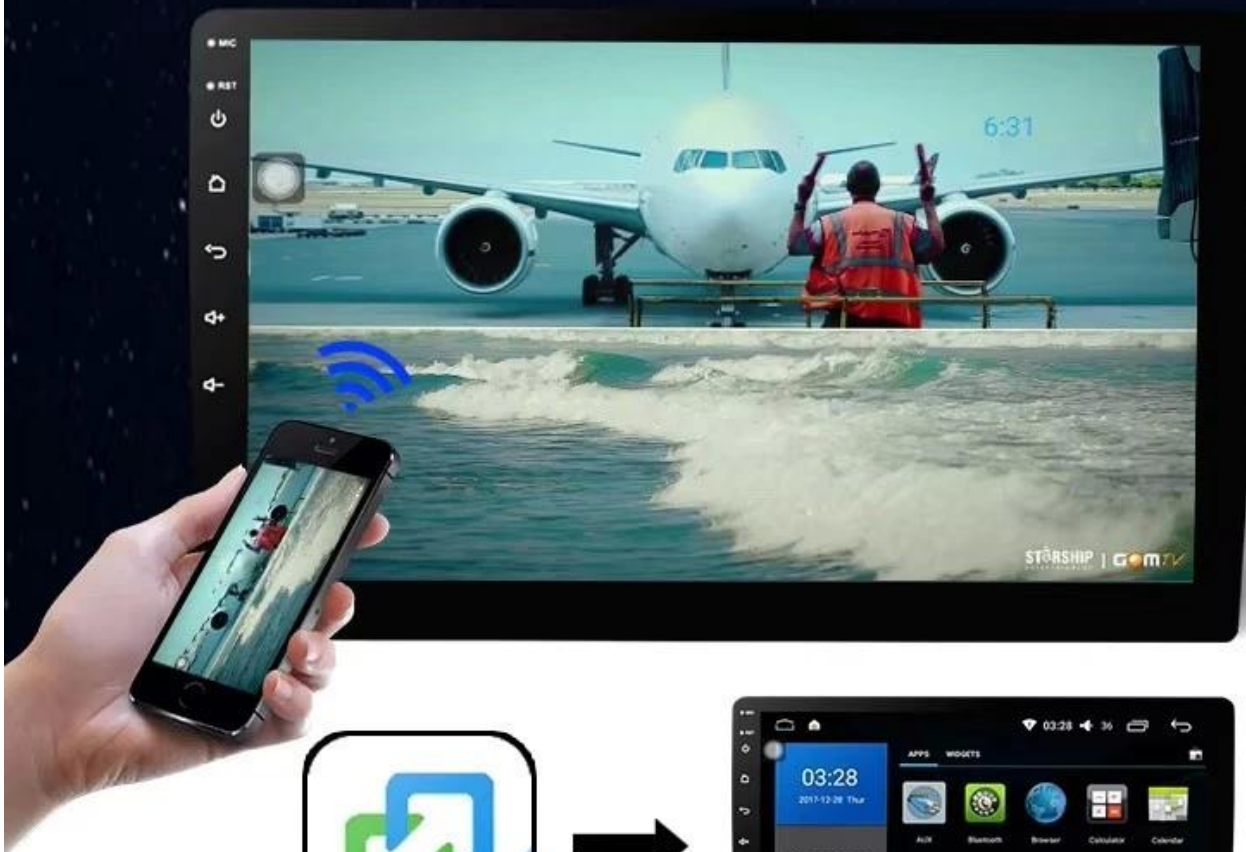 MIC
RST
6:31
STARSHIP | GOMTV
03:28 36
APPS WIDGETS
03:28
2017-12-28 Thur
AUX Bluetooth Browser Calculator Calendar